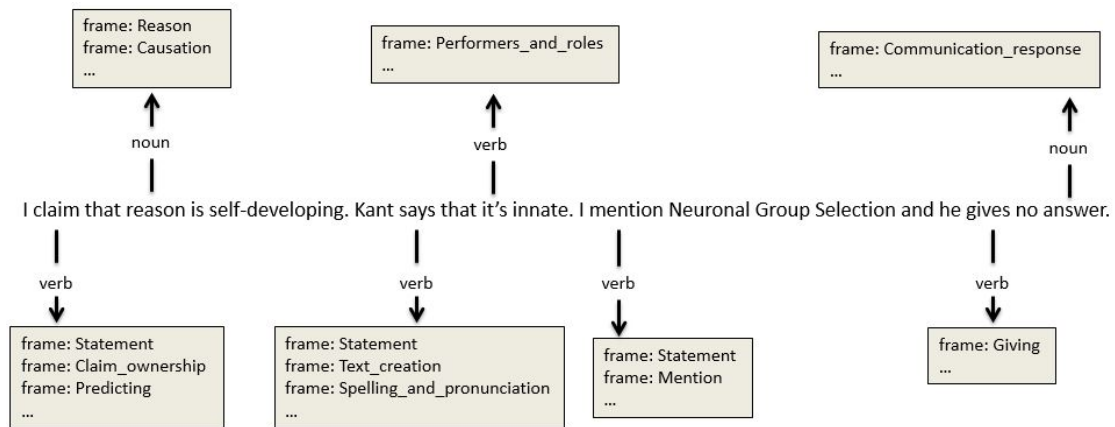 frame: Reason
frame: Causation
...
frame: Performers_and_roles
...
frame: Communication_response
...
noun
verb
noun
I claim that reason is self-developing. Kant says that it's innate. I mention Neuronal Group Selection and he gives no answer.
verb
verb
verb
verb
frame: Statement
frame: Claim_ownership
frame: Predicting
...
frame: Statement
frame: Text_creation
frame: Spelling_and_pronunciation
...
frame: Statement
frame: Mention
...
frame: Giving
...